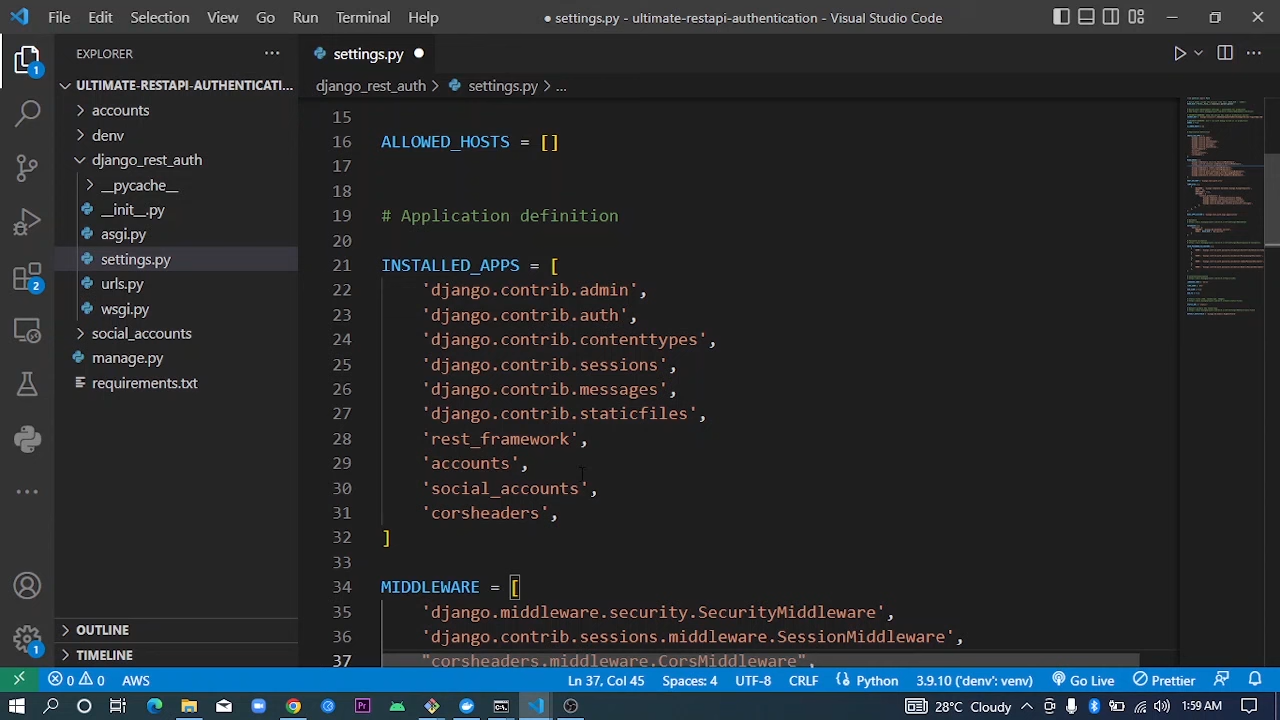 File Edit Selection View Go Run Terminal Help
● settings.py - ultimate-restapi-authentication - Visual Studio Code
EXPLORER
settings.py
ULTIMATE-RESTAPI-AUTHENTICATI...
django_rest_auth > settings.py > ...
accounts
denv
django_rest_auth
__pycache__
__init__.py
asgi.py
settings.py
urls.py
wsgi.py
social_accounts
manage.py
requirements.txt
OUTLINE
TIMELINE
1
2
1
15
16 ALLOWED_HOSTS = []
17
18
19 # Application definition
20
21 INSTALLED_APPS = [
22 'django.contrib.admin',
23 'django.contrib.auth',
24 'django.contrib.contenttypes',
25 'django.contrib.sessions',
26 'django.contrib.messages',
27 'django.contrib.staticfiles',
28 'rest_framework',
29 'accounts',
30 'social_accounts',
31 'corsheaders',
32 ]
33
34 MIDDLEWARE = [
35 'django.middleware.security.SecurityMiddleware',
36 'django.contrib.sessions.middleware.SessionMiddleware',
37 "corsheaders.middleware.CorsMiddleware",
0 0 AWS Ln 37, Col 45 Spaces: 4 UTF-8 CRLF Python 3.9.10 ('denv': venv) Go Live Prettier
Pr 28°C Cloudy 1:59 AM